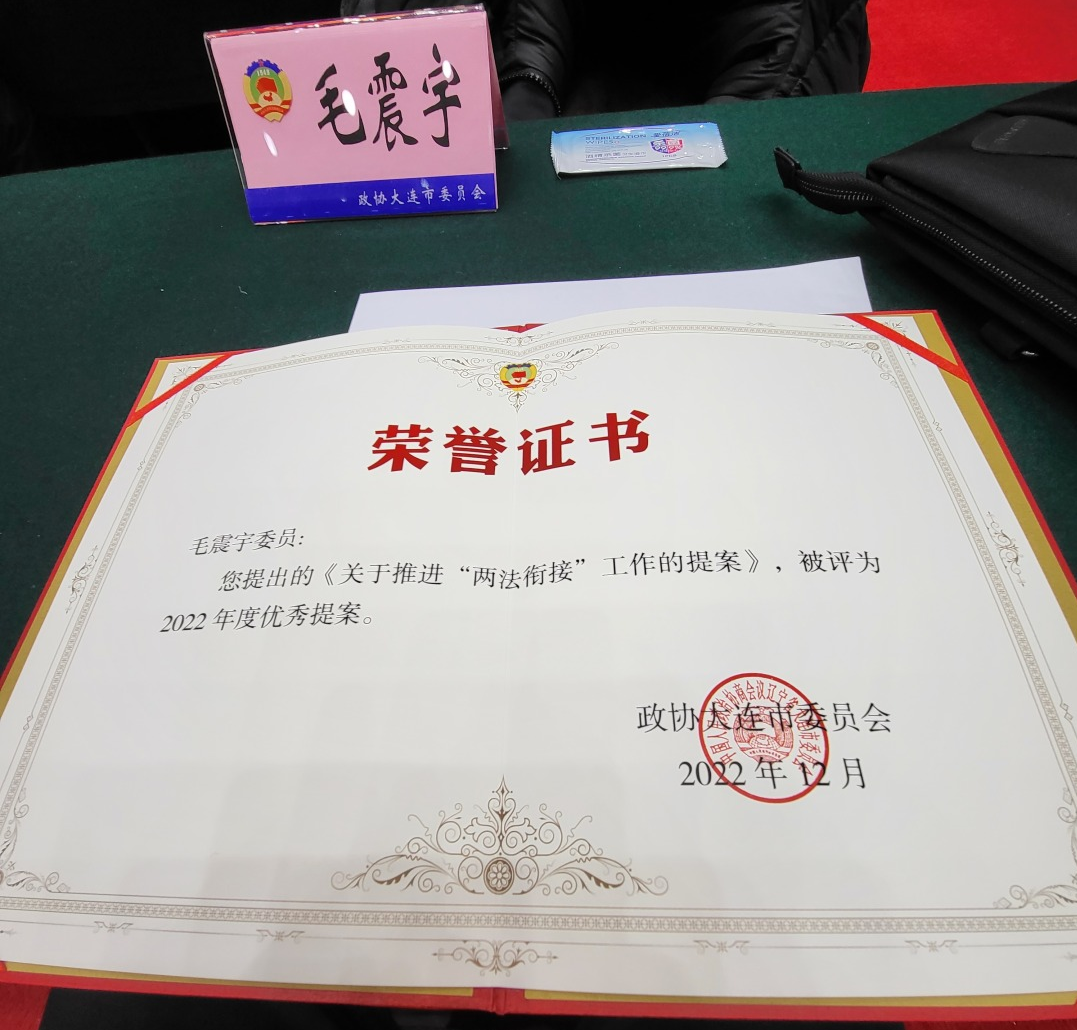 1949
毛震宇
政协大连市委员会
STERILIZATION
WIPES
荣誉证书
毛震宇委员:
您提出的《关于推进“两法衔接”工作的提案》，被评为
2022年度优秀提案。
政协大连市委员会
2022年12月